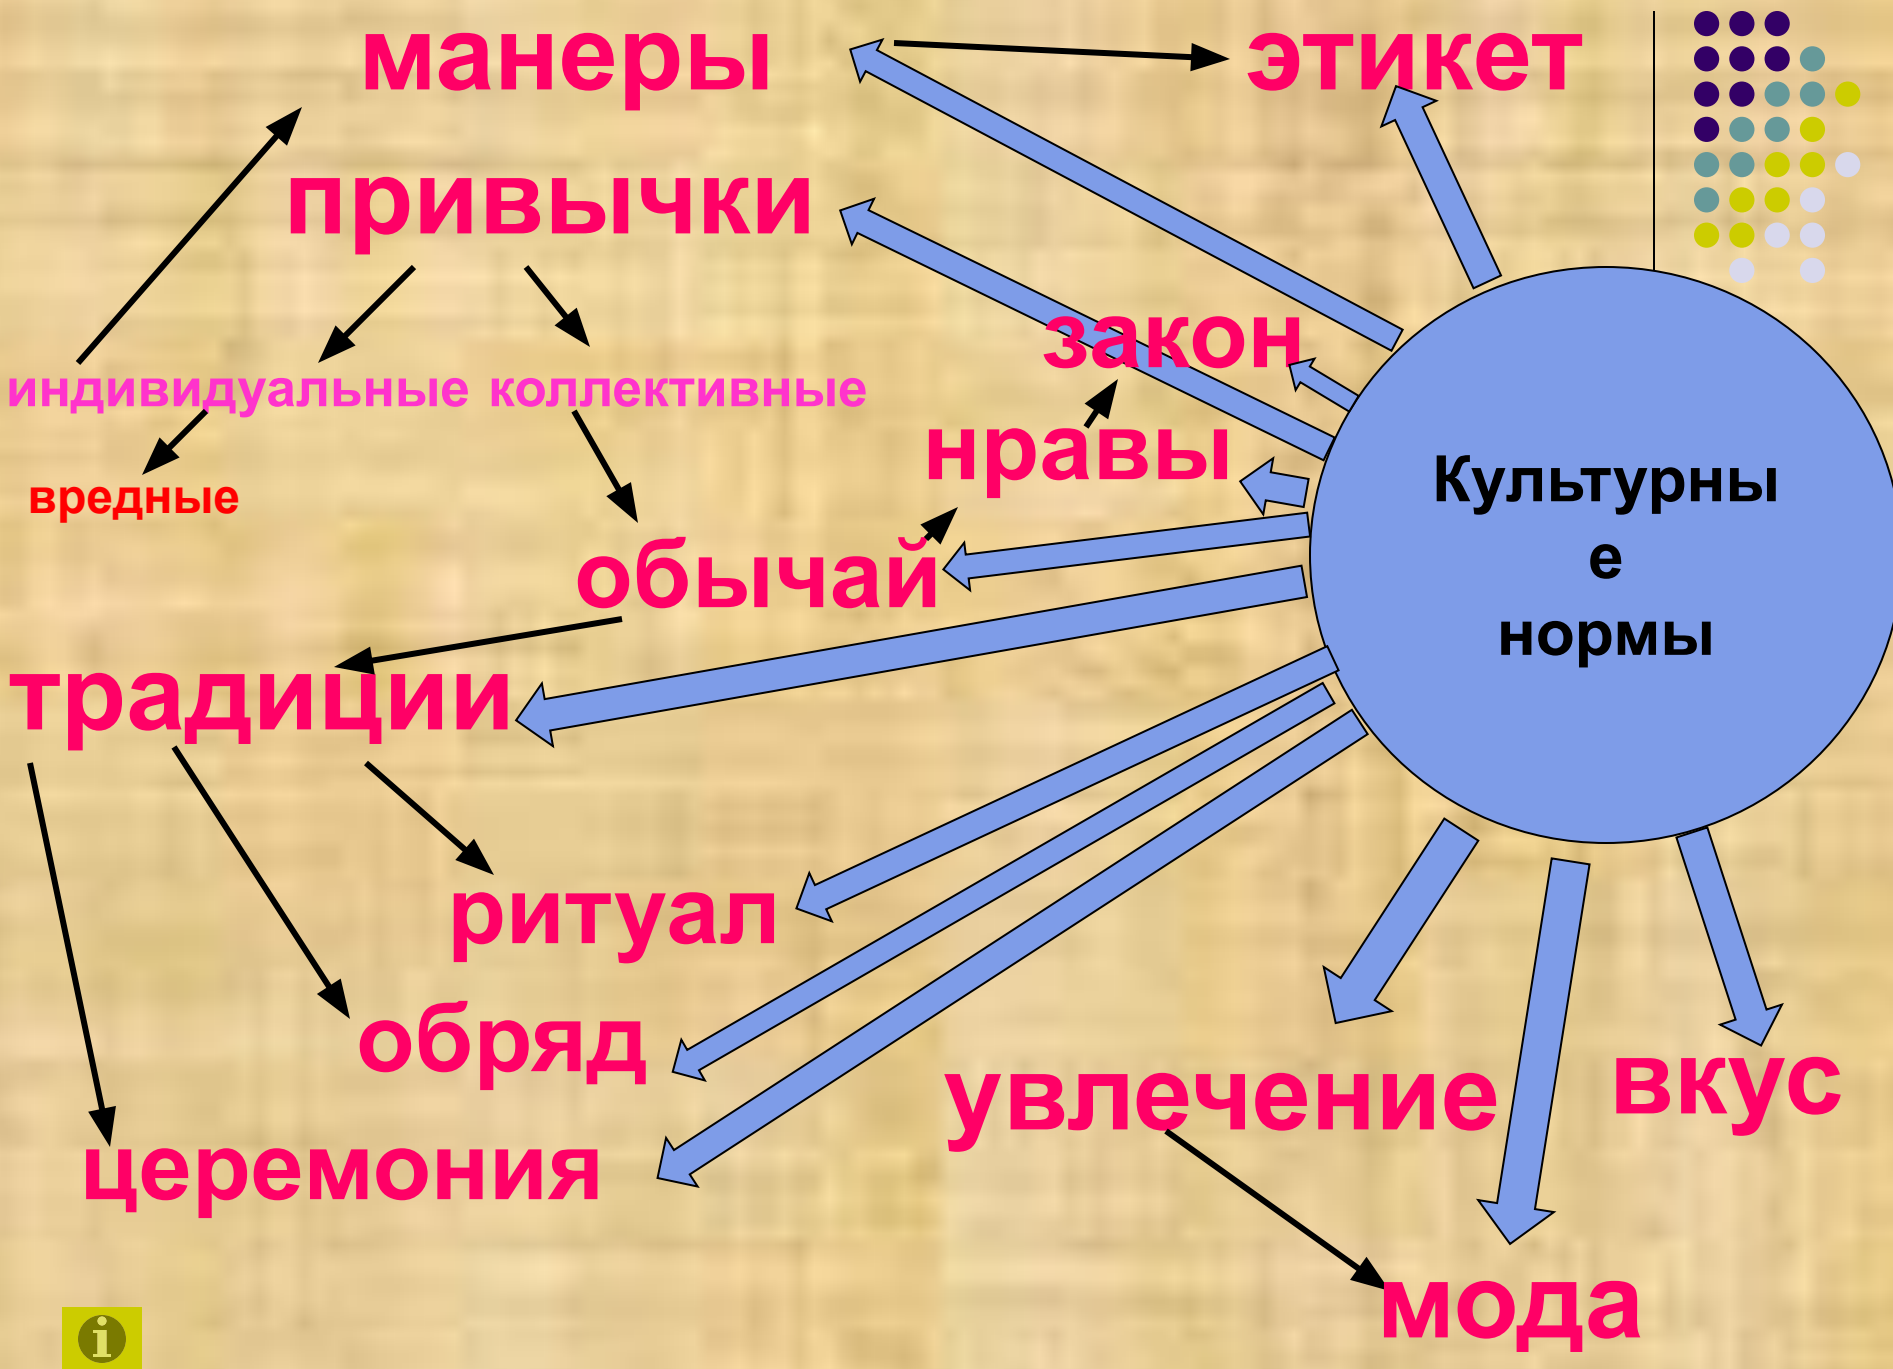 манеры
этикет
привычки
закон
индивидуальные
коллективные
нравы
вредные
Культурны
е
нормы
обычай
традиции
ритуал
обряд
увлечение
вкус
церемония
мода
i